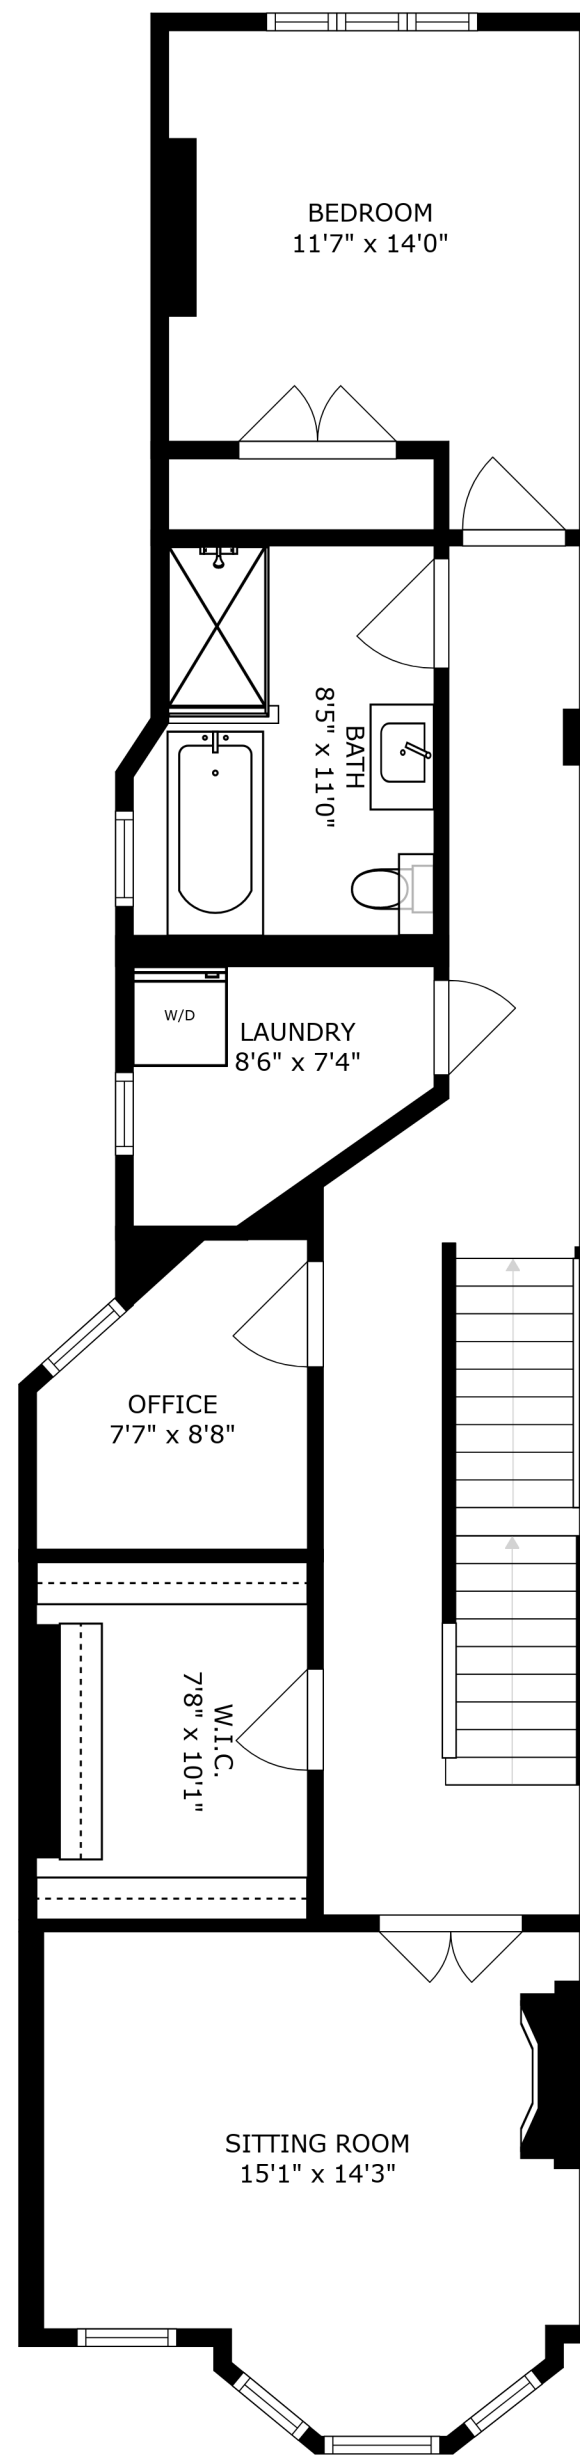 BEDROOM
11'7" x 14'0"
BATH
8'5" x 11'0"
W/D
LAUNDRY
8'6" x 7'4"
OFFICE
7'7" x 8'8"
W.I.C.
7'8" x 10'1"
SITTING ROOM
15'1" x 14'3"